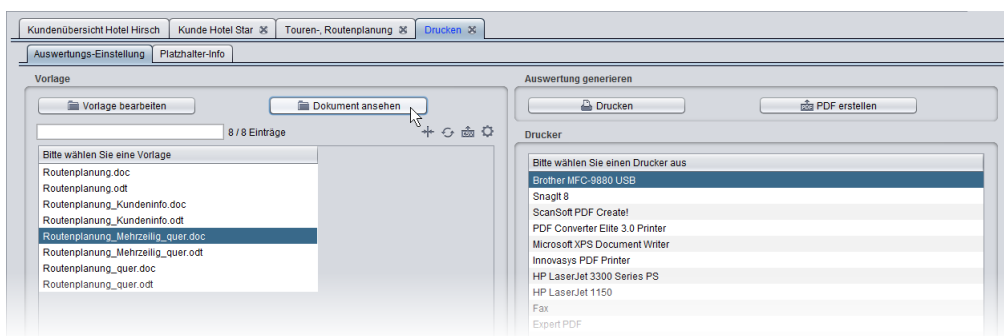 Kundenübersicht Hotel Hirsch Kunde Hotel Star Touren-, Routenplanung Drucken
Auswertungs-Einstellung Platzhalter-Info
Vorlage
Vorlage bearbeiten Dokument ansehen
8 / 8 Einträge
Bitte wählen Sie eine Vorlage
Routenplanung.doc
Routenplanung.odt
Routenplanung_Kundeninfo.doc
Routenplanung_Kundeninfo.odt
Routenplanung_Mehrzeilig_quer.doc
Routenplanung_Mehrzeilig_quer.odt
Routenplanung_quer.doc
Routenplanung_quer.odt
Auswertung generieren
Drucken PDF erstellen
Drucker
Bitte wählen Sie einen Drucker aus
Brother MFC-9880 USB
SnagIt 8
ScanSoft PDF Create!
PDF Converter Elite 3.0 Printer
Microsoft XPS Document Writer
Innovasys PDF Printer
HP LaserJet 3300 Series PS
HP LaserJet 1150
Fax
Expert PDF